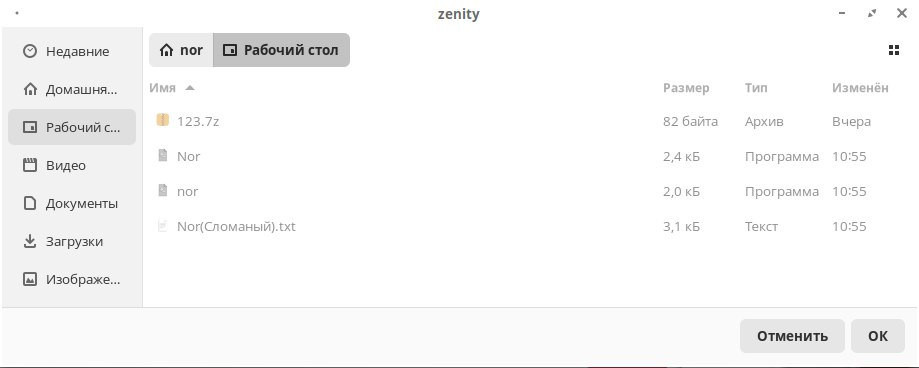 zenity
Недавние
Домашня...
Рабочий с...
Видео
Документы
Загрузки
Изображе...
nor Рабочий стол
Имя Размер Тип Изменён
123.7z 82 байта Архив Вчера
Nor 2,4 кБ Программа 10:55
nor 2,0 кБ Программа 10:55
Nor(Сломаный).txt 3,1 кБ Текст 10:55
Отменить ОК